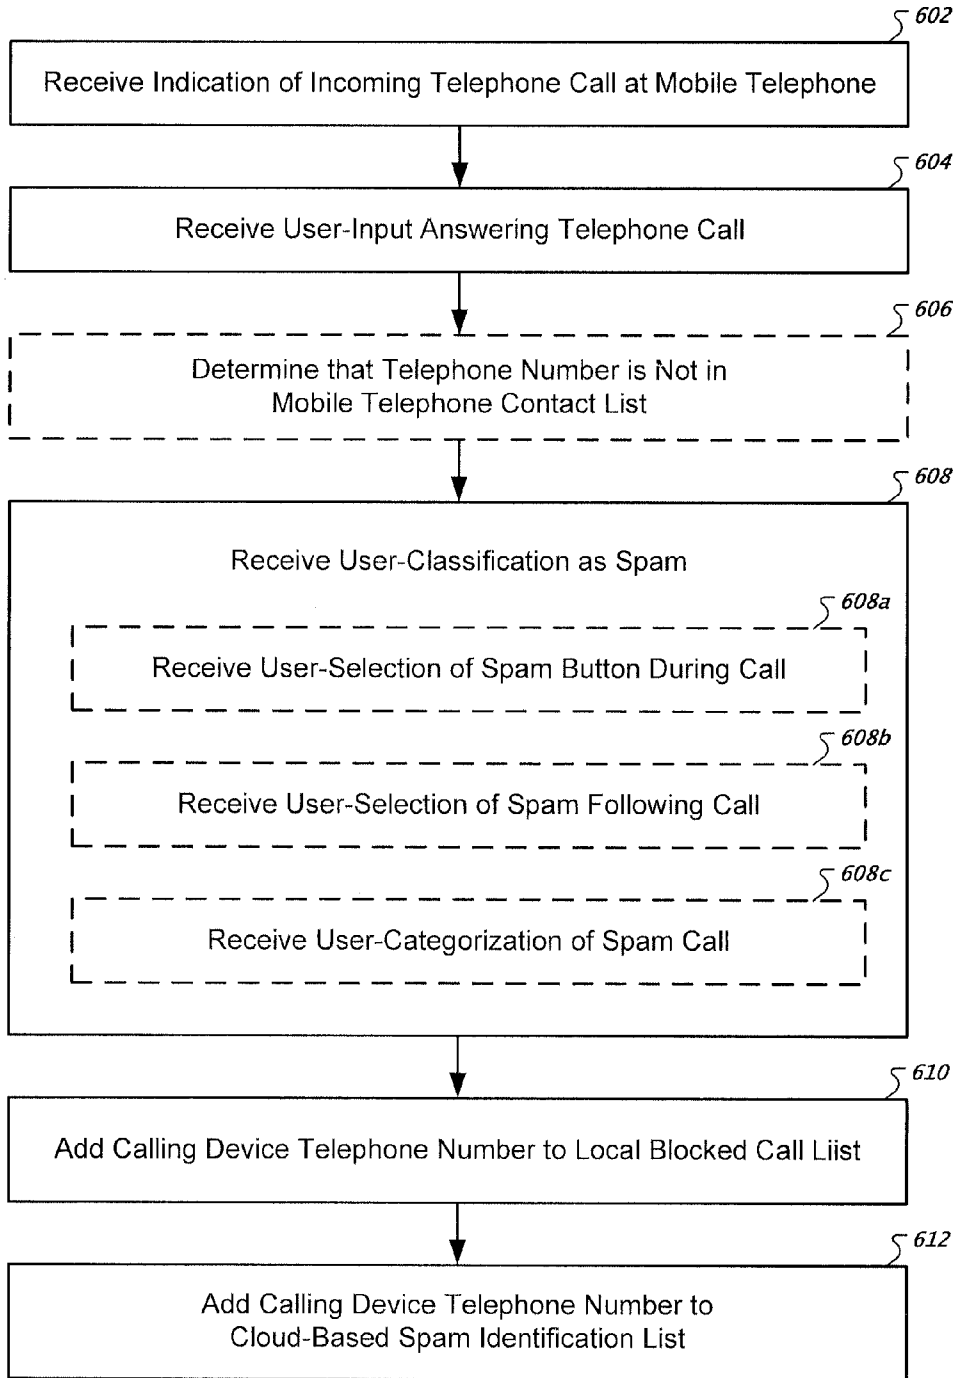 602
Receive Indication of Incoming Telephone Call at Mobile Telephone
604
Receive User-Input Answering Telephone Call
606
Determine that Telephone Number is Not in
Mobile Telephone Contact List
608
Receive User-Classification as Spam
608a
Receive User-Selection of Spam Button During Call
608b
Receive User-Selection of Spam Following Call
608c
Receive User-Categorization of Spam Call
610
Add Calling Device Telephone Number to Local Blocked Call Liist
612
Add Calling Device Telephone Number to
Cloud-Based Spam Identification List